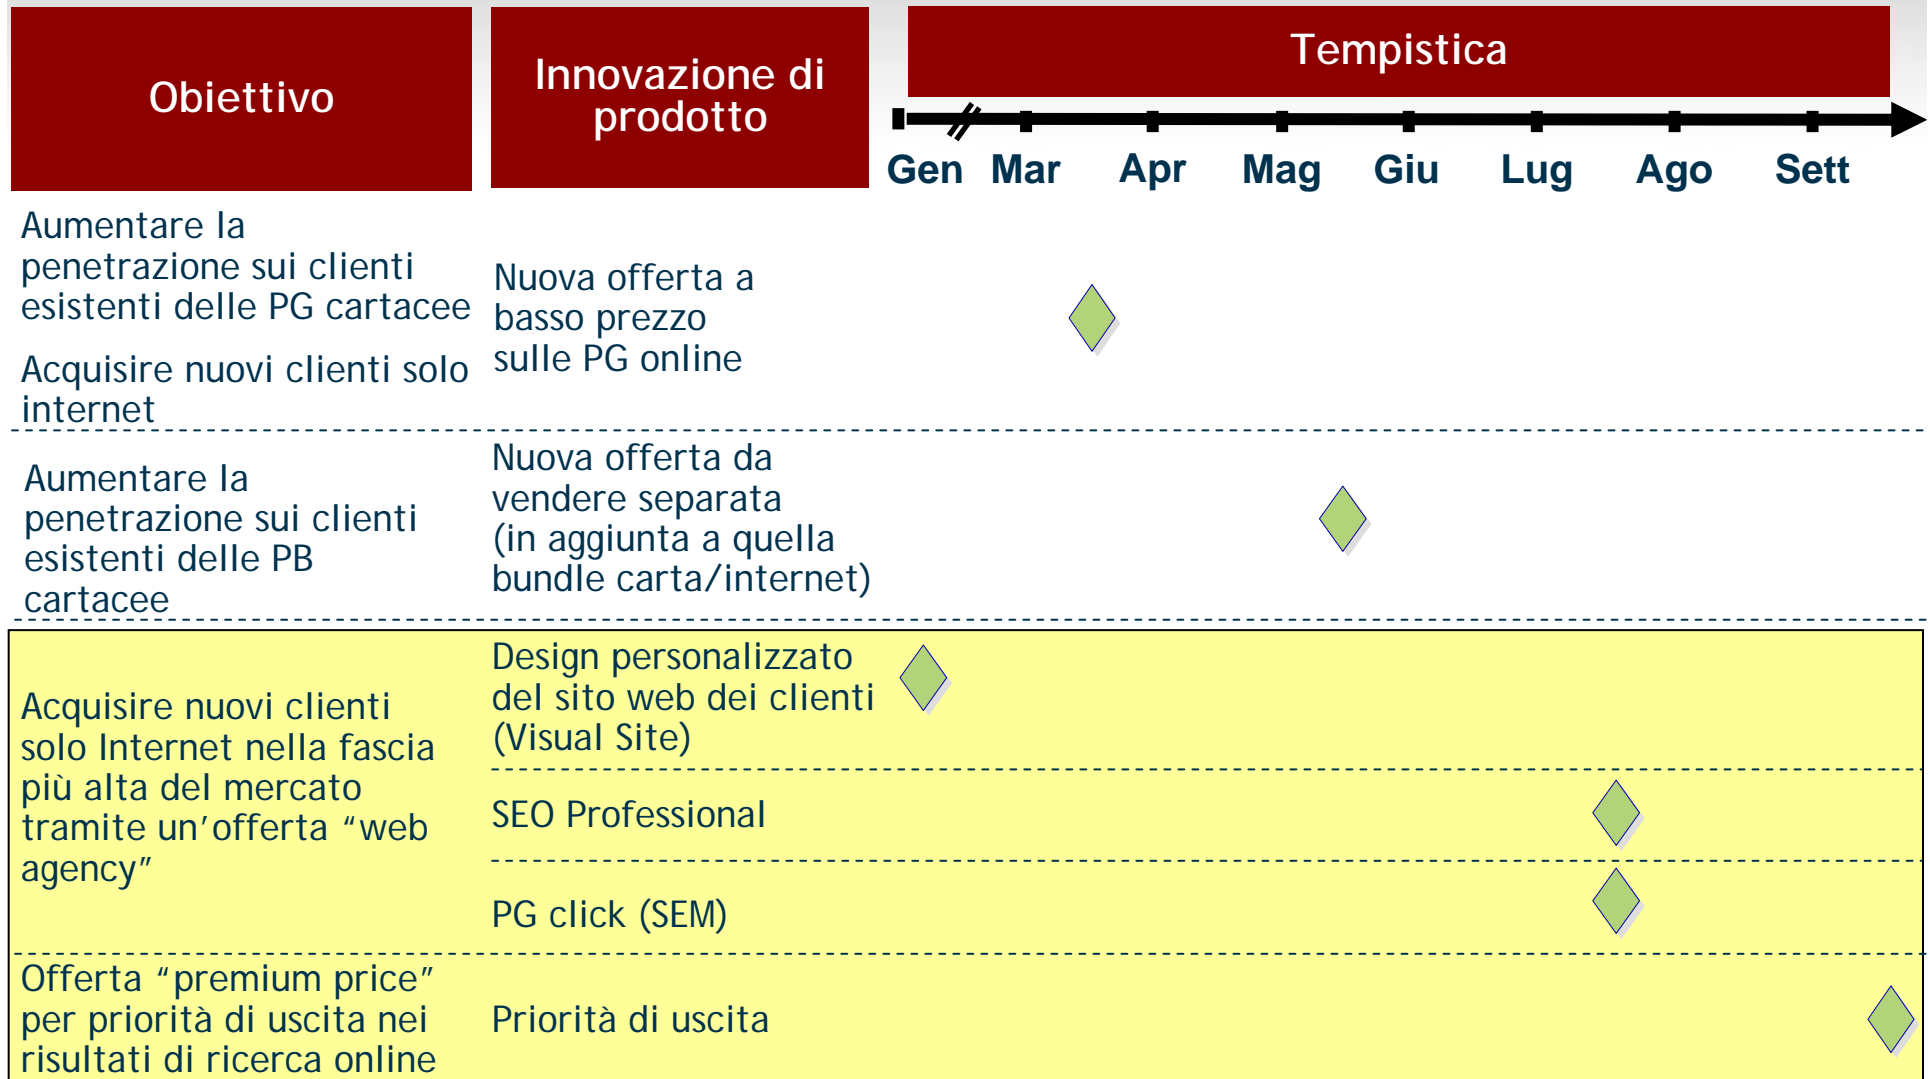 Obiettivo
Innovazione di
prodotto
Tempistica
Gen Mar Apr Mag Giu Lug Ago Sett
Aumentare la
penetrazione sui clienti
esistenti delle PG cartacee
Acquisire nuovi clienti solo
internet
Nuova offerta a
basso prezzo
sulle PG online
Aumentare la
penetrazione sui clienti
esistenti delle PB
cartacee
Nuova offerta da
vendere separata
(in aggiunta a quella
bundle carta/internet)
Acquisire nuovi clienti
solo Internet nella fascia
più alta del mercato
tramite un’offerta “web
agency”
Design personalizzato
del sito web dei clienti
(Visual Site)
SEO Professional
PG click (SEM)
Offerta “premium price”
per priorità di uscita nei
risultati di ricerca online
Priorità di uscita